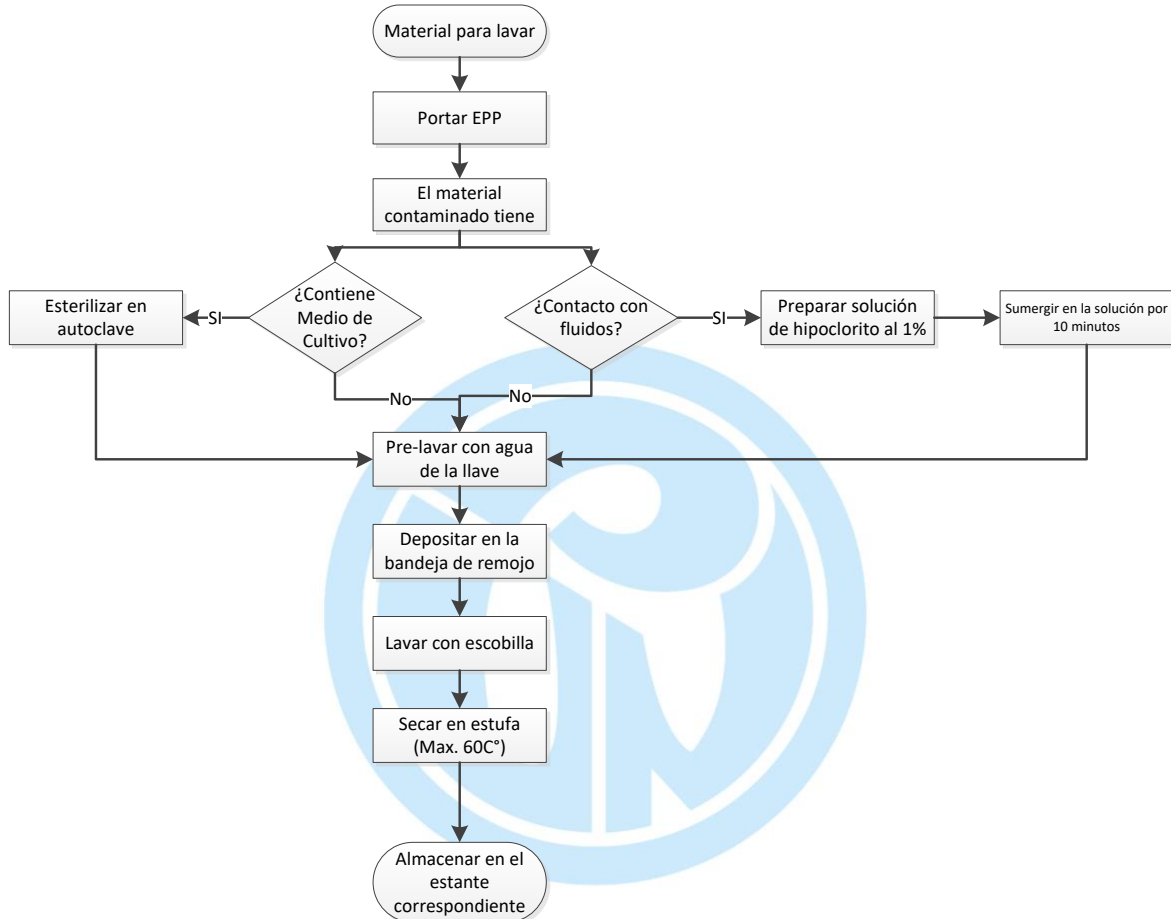 Material para lavar
Portar EPP
El material
contaminado tiene
Esterilizar en
autoclave
SI
¿Contiene
Medio de
Cultivo?
¿Contacto con
fluidos?
SI
Preparar solución
de hipoclorito al 1%
Sumergir en la solución por
10 minutos
No
No
Pre-lavar con agua
de la llave
Depositar en la
bandeja de remojo
Lavar con escobilla
Secar en estufa
(Max. 60C°)
Almacenar en el
estante
correspondiente